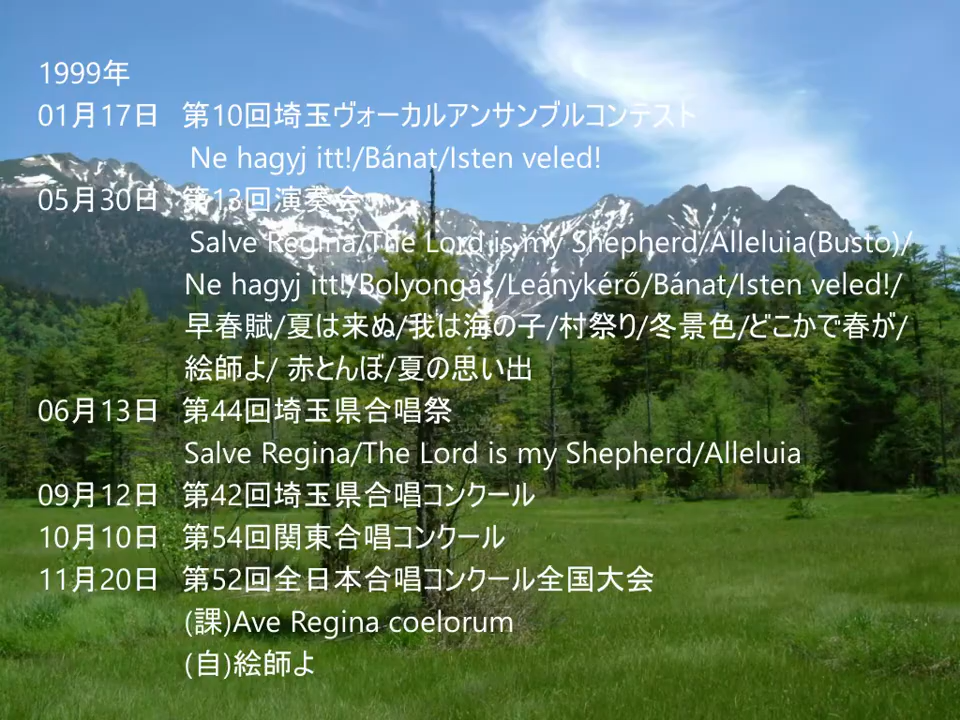 1999年
01月17日 第10回埼玉ヴォーカルアンサンブルコンテスト
Ne hagyj itt!/Bánat/Isten veled!
05月30日 第13回演奏会
Salve Regina/The Lord is my Shepherd/Alleluia(Busto)/
Ne hagyj itt!/Bolyongás/Leánykérő/Bánat/Isten veled!/
早春賦/夏は来ぬ/我は海の子/村祭り/冬景色/どこかで春が/
絵師よ/ 赤とんぼ/夏の思い出
06月13日 第44回埼玉県合唱祭
Salve Regina/The Lord is my Shepherd/Alleluia
09月12日 第42回埼玉県合唱コンクール
10月10日 第54回関東合唱コンクール
11月20日 第52回全日本合唱コンクール全国大会
(課)Ave Regina coelorum
(自)絵師よ